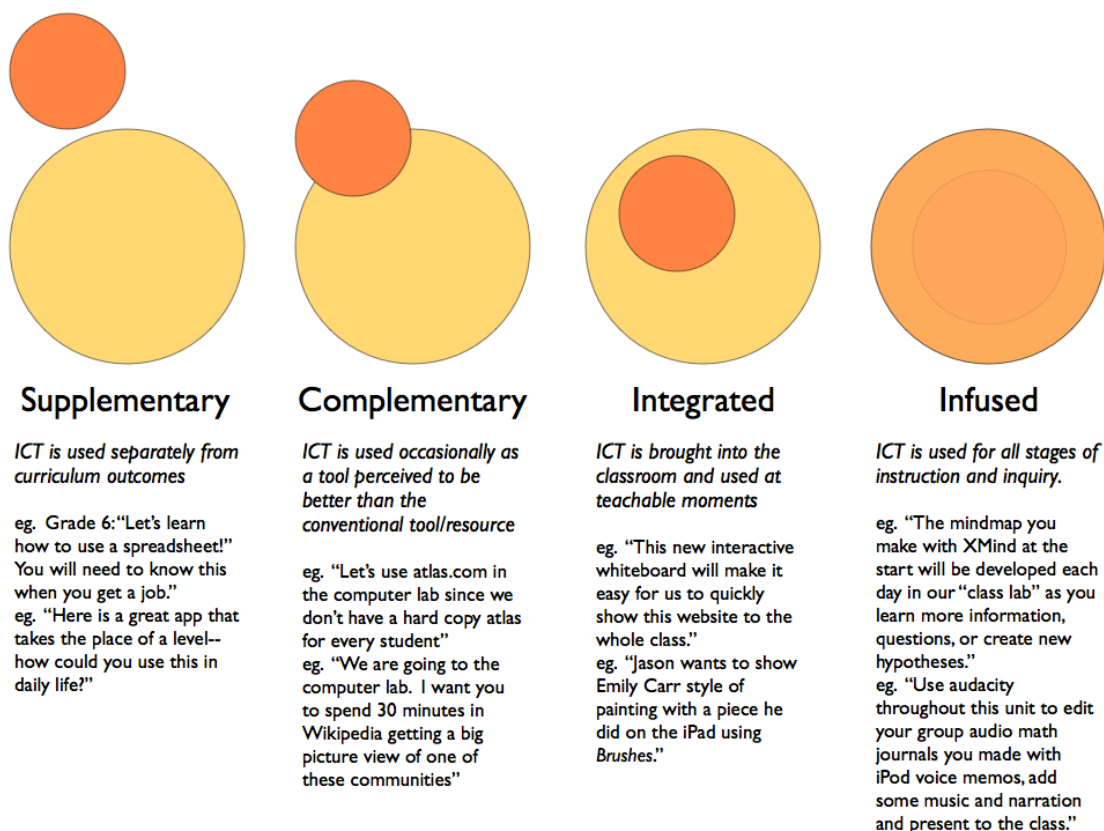 Supplementary
ICT is used separately from
curriculum outcomes
eg. Grade 6:“Let’s learn
how to use a spreadsheet!”
You will need to know this
when you get a job.”
eg. “Here is a great app that
takes the place of a level--
how could you use this in
daily life?”
Complementary
ICT is used occasionally as
a tool perceived to be
better than the
conventional tool/resource
eg. “Let’s use atlas.com in
the computer lab since we
don’t have a hard copy atlas
for every student”
eg. “We are going to the
computer lab. I want you
to spend 30 minutes in
Wikipedia getting a big
picture view of one of
these communities”
Integrated
ICT is brought into the
classroom and used at
teachable moments
eg. “This new interactive
whiteboard will make it
easy for us to quickly
show this website to the
whole class.”
eg. “Jason wants to show
Emily Carr style of
painting with a piece he
did on the iPad using
Brushes.”
Infused
ICT is used for all stages of
instruction and inquiry.
eg. “The mindmap you
make with XMind at the
start will be developed each
day in our “class lab” as you
learn more information,
questions, or create new
hypotheses.”
eg. “Use audacity
throughout this unit to edit
your group audio math
journals you made with
iPod voice memos, add
some music and narration
and present to the class.”